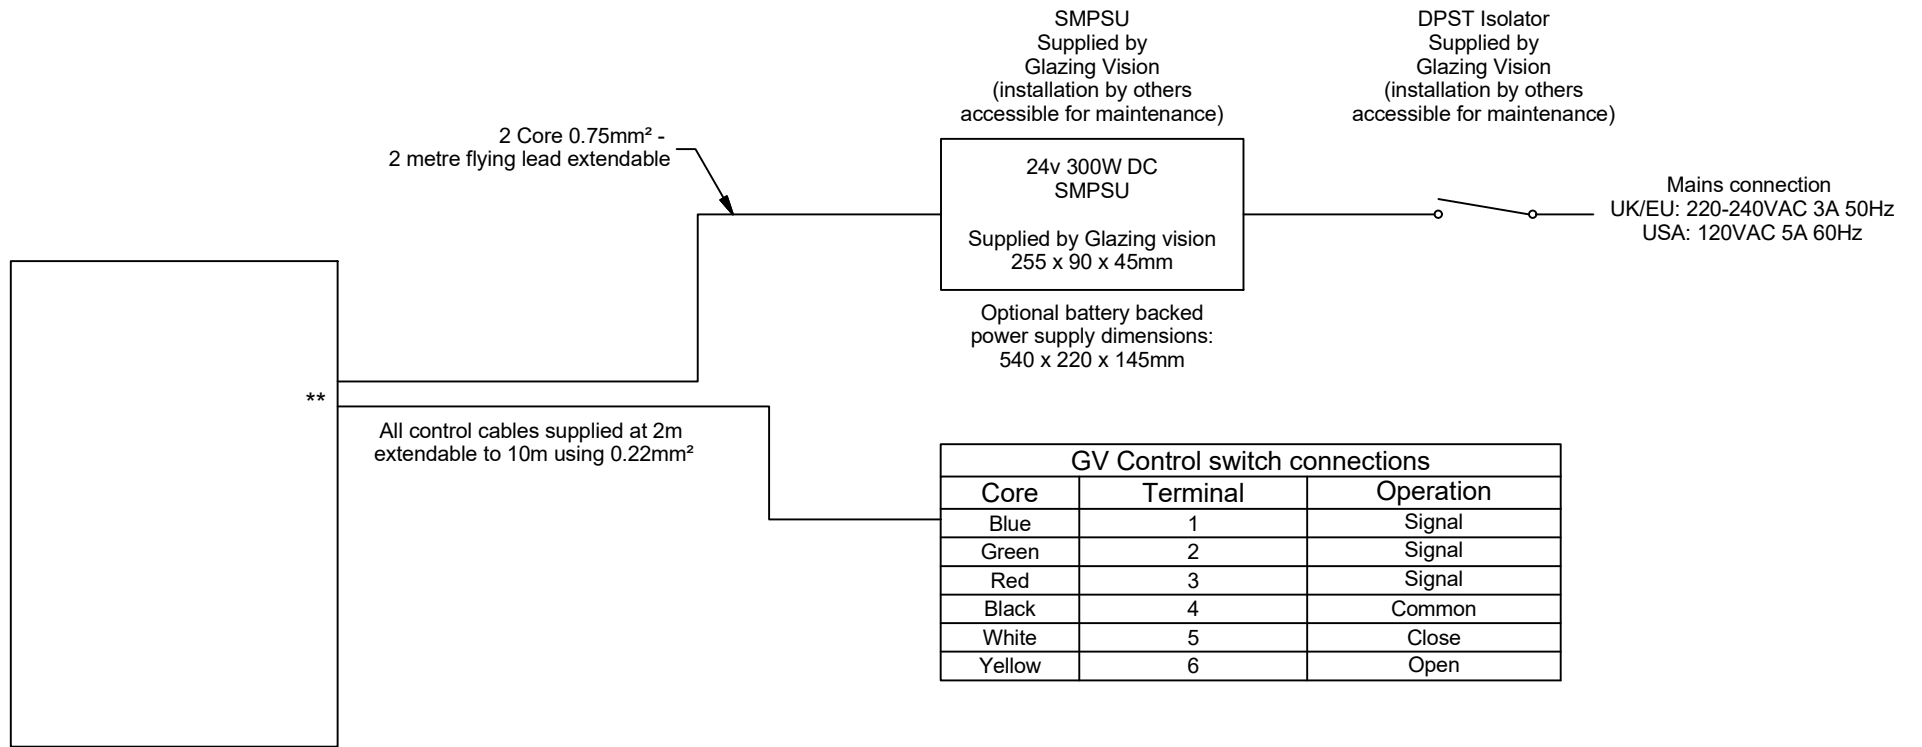 SMPSU
Supplied by
Glazing Vision
(installation by others
accessible for maintenance)
DPST Isolator
Supplied by
Glazing Vision
(installation by others
accessible for maintenance)
2 Core 0.75mm² -
2 metre flying lead extendable
24v 300W DC
SMPSU
Supplied by Glazing vision
255 x 90 x 45mm
Mains connection
UK/EU: 220-240VAC 3A 50Hz
USA: 120VAC 5A 60Hz
Optional battery backed
power supply dimensions:
540 x 220 x 145mm
**
All control cables supplied at 2m
extendable to 10m using 0.22mm²
GV Control switch connections
Core Terminal Operation
Blue 1 Signal
Green 2 Signal
Red 3 Signal
Black 4 Common
White 5 Close
Yellow 6 Open